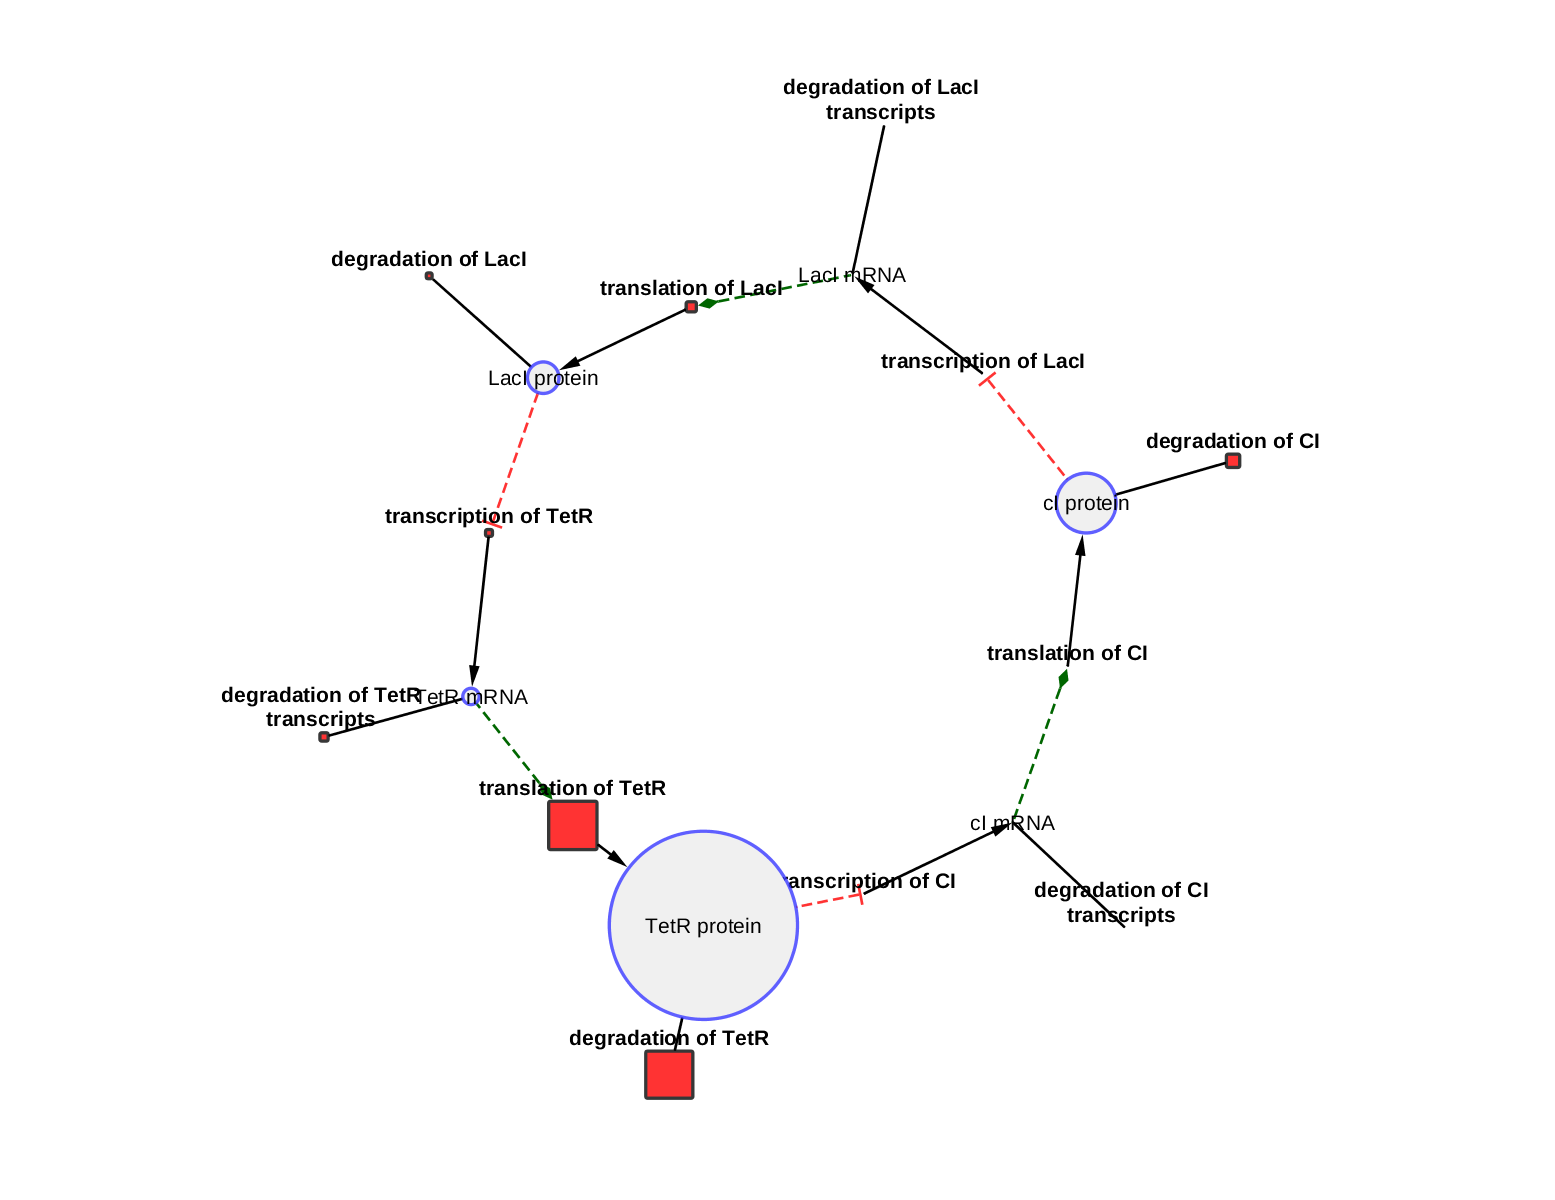 degradation of LacI
transcripts
degradation of LacI
LacI mRNA
translation of LacI
transcription of LacI
LacI protein
degradation of CI
cI protein
transcription of TetR
translation of CI
degradation of TetR
transcripts
TetR mRNA
translation of TetR
cI mRNA
ranscription of CI
degradation of CI
transcripts
TetR protein
degradation of TetR